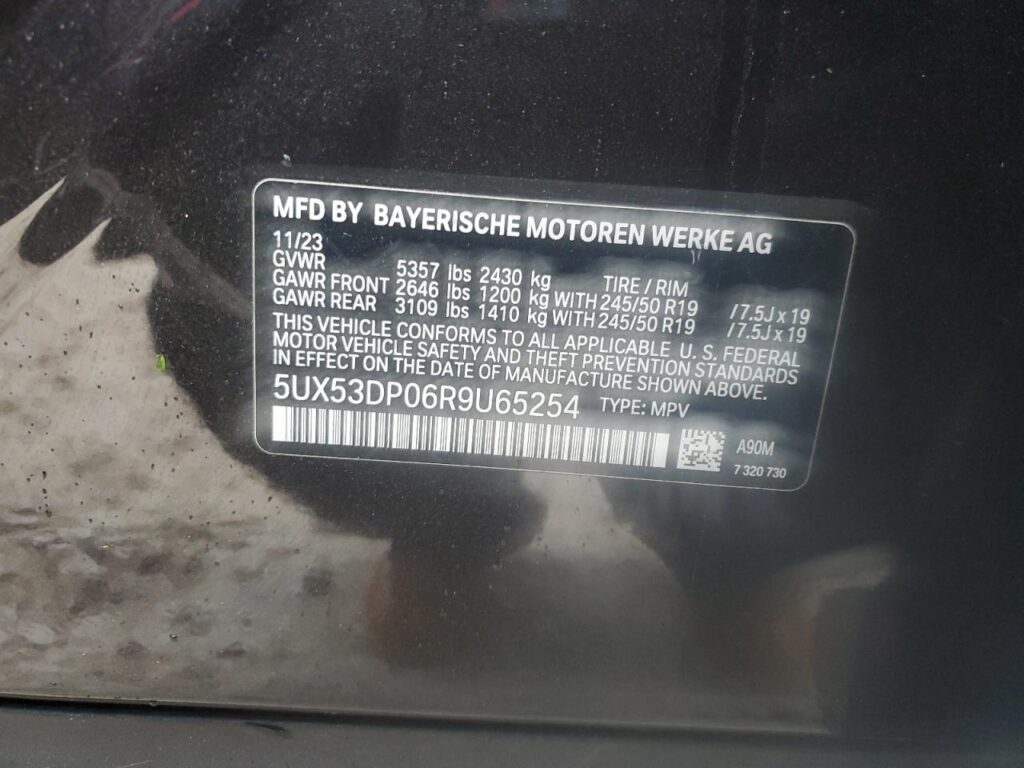 MFD BY BAYERISCHE MOTOREN WERKE AG
11/23
GVWR 5357 lbs 2430 kg TIRE / RIM
GAWR FRONT 2646 lbs 1200 kg WITH 245/50 R19 / 7.5J x 19
GAWR REAR 3109 lbs 1410 kg WITH 245/50 R19 / 7.5J x 19
THIS VEHICLE CONFORMS TO ALL APPLICABLE U. S. FEDERAL
MOTOR VEHICLE SAFETY AND THEFT PREVENTION STANDARDS
IN EFFECT ON THE DATE OF MANUFACTURE SHOWN ABOVE.
5UX53DP06R9U65254 TYPE: MPV
A90M
7 320 730